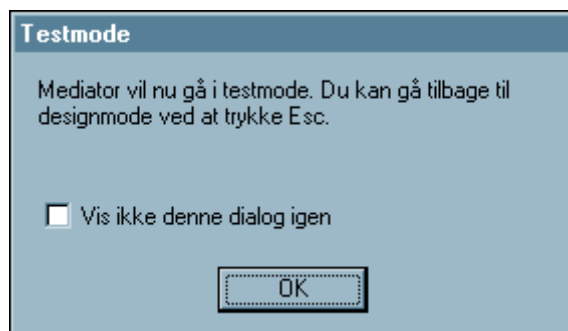 Testmode
Mediator vil nu gå i testmode. Du kan gå tilbage til
designmode ved at trykke Esc.
Vis ikke denne dialog igen
OK